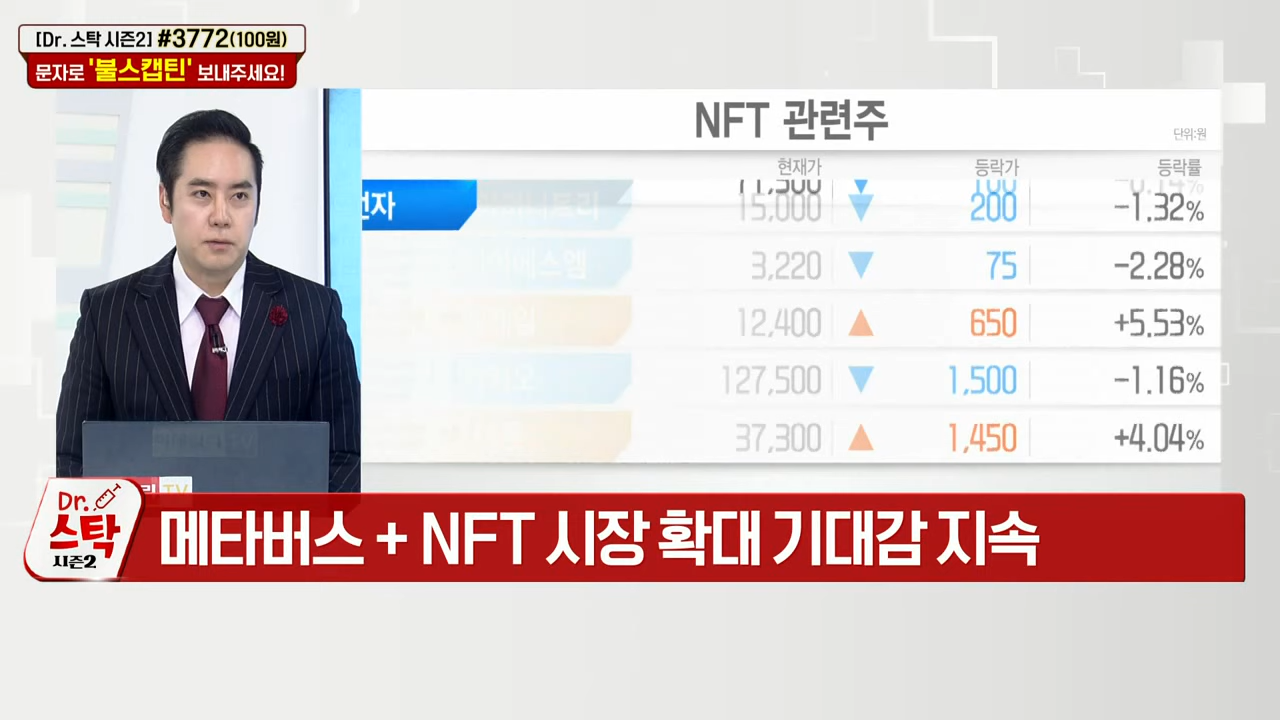 [Dr. 스탁 시즌2] #3772(100원)
문자로 '불스캡틴' 보내주세요!
NFT 관련주
단위:원
현재가 등락가 등락률
전자
15,000 ▼ 200 -1.32%
3,220 ▼ 75 -2.28%
12,400 ▲ 650 +5.53%
127,500 ▼ 1,500 -1.16%
37,300 ▲ 1,450 +4.04%
TV
Dr.
스탁
시즌2
메타버스 + NFT 시장 확대 기대감 지속